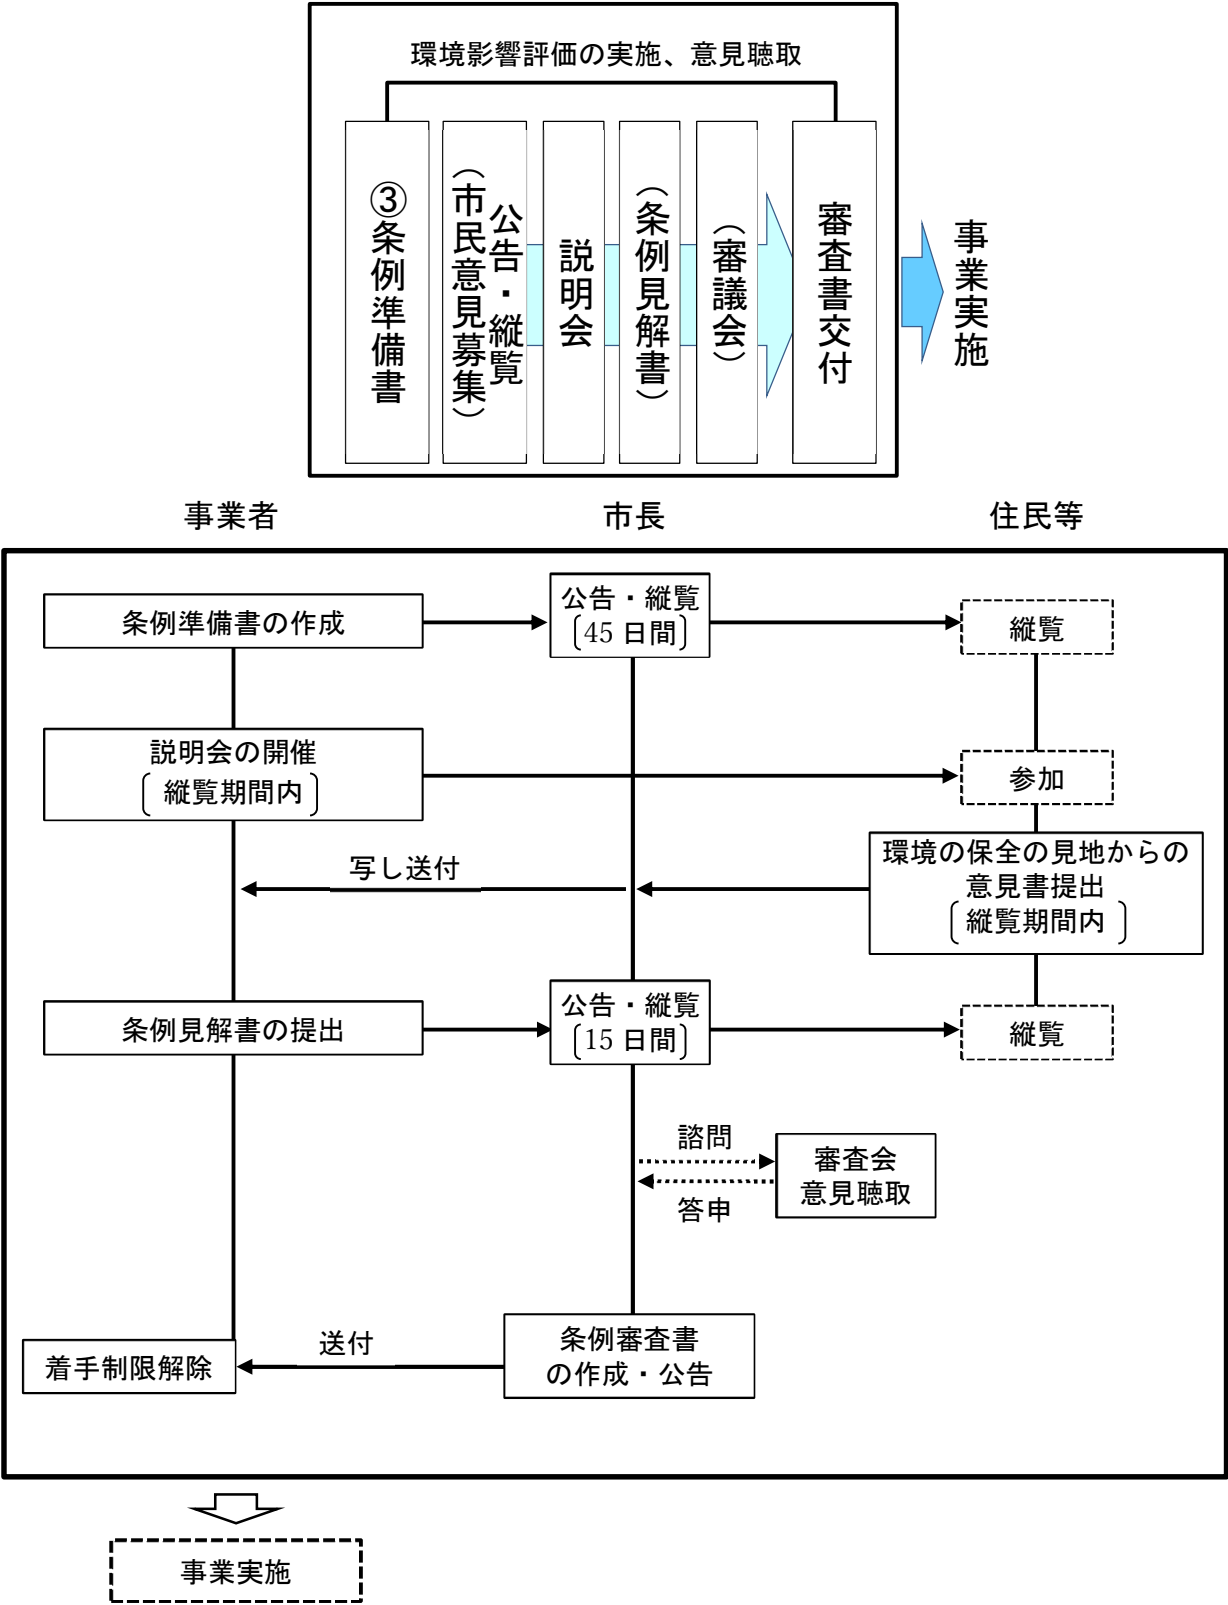 環境影響評価の実施、意見聴取
③条例準備書
公告・縦覧
（市民意見募集）
説明会
（条例見解書）
（審議会）
審査書交付
事業実施
事業者
市長
住民等
条例準備書の作成
公告・縦覧
〔45 日間〕
縦覧
説明会の開催
〔縦覧期間内〕
参加
環境の保全の見地からの
意見書提出
〔縦覧期間内〕
写し送付
条例見解書の提出
公告・縦覧
〔15 日間〕
縦覧
諮問
審査会
意見聴取
答申
条例審査書
の作成・公告
送付
着手制限解除
事業実施